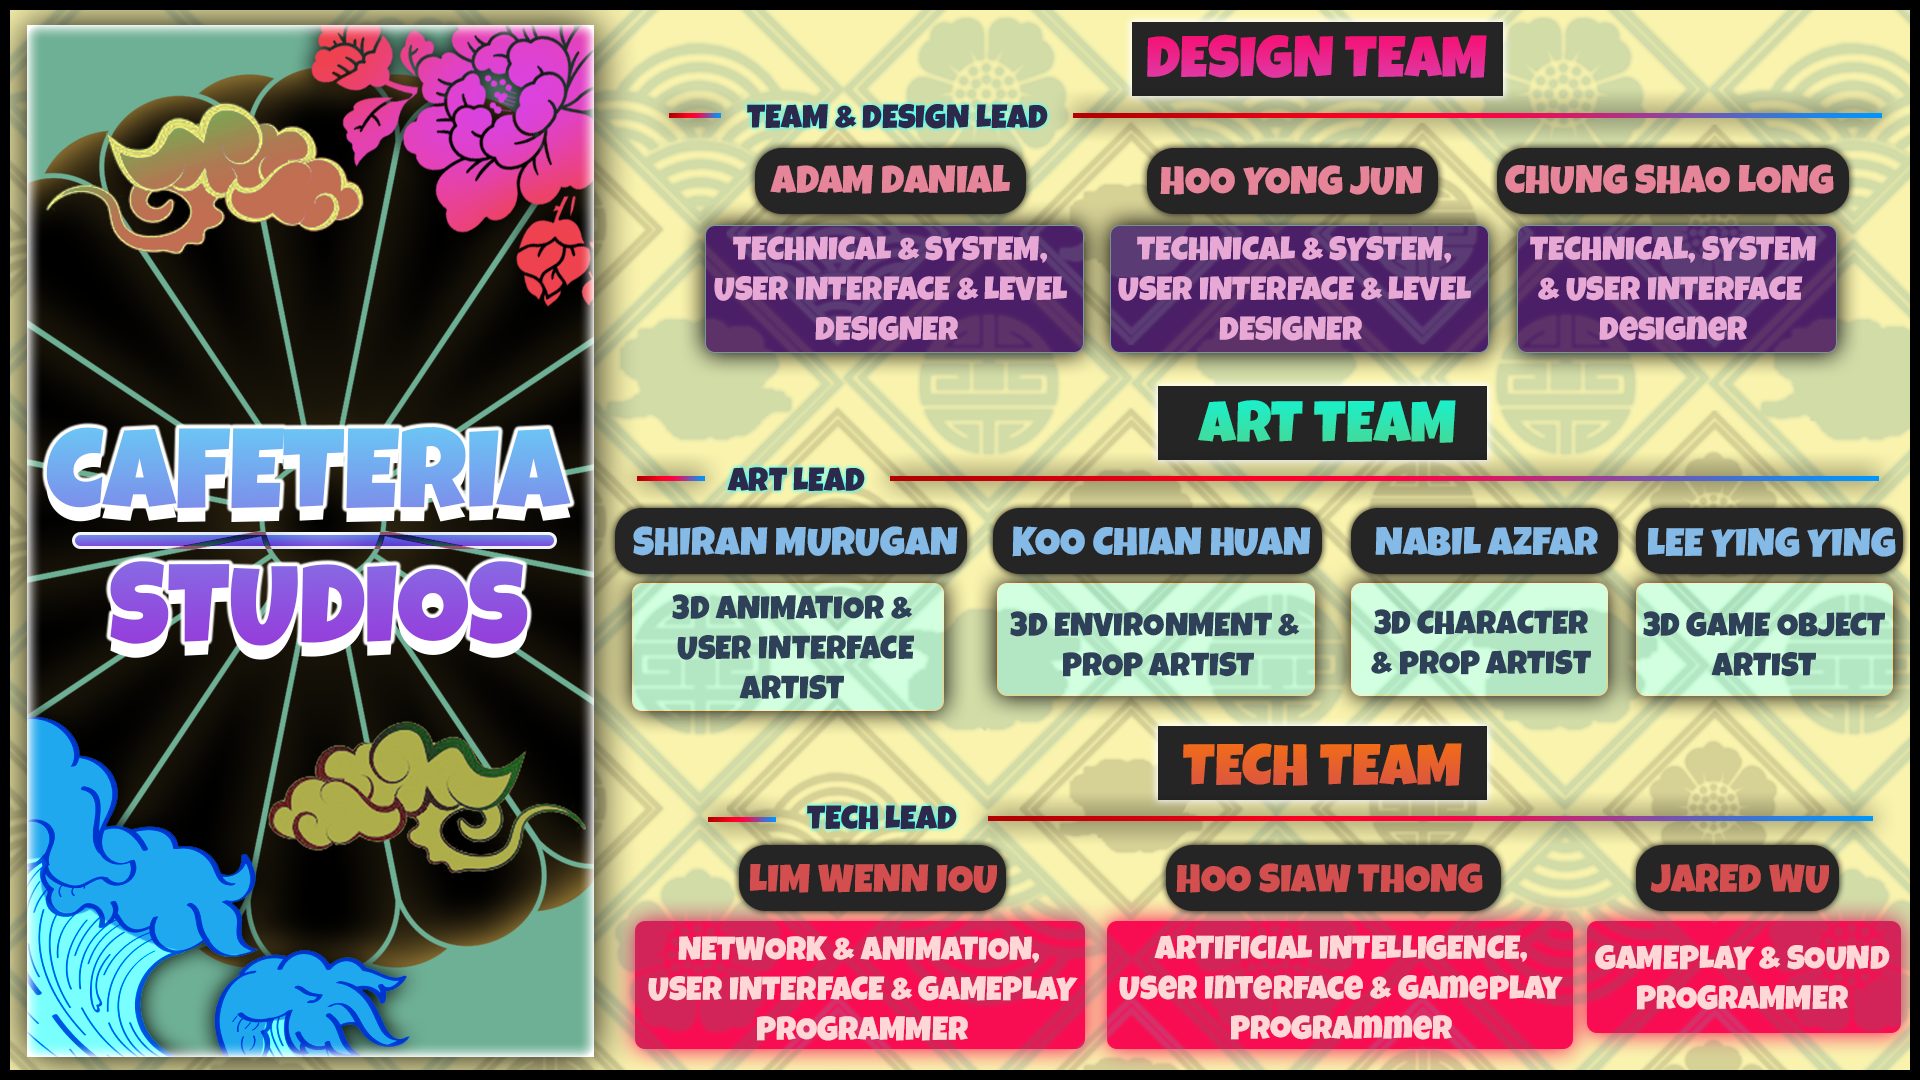 CAFETERIA
STUDIOS
DESIGN TEAM
TEAM & DESIGN LEAD
ADAM DANIAL
TECHNICAL & SYSTEM,
USER INTERFACE & LEVEL
DESIGNER
HOO YONG JUN
TECHNICAL & SYSTEM,
USER INTERFACE & LEVEL
DESIGNER
CHUNG SHAO LONG
TECHNICAL, SYSTEM
& USER INTERFACE
Designer
ART TEAM
ART LEAD
SHIRAN MURUGAN
3D ANIMATIOR &
USER INTERFACE
ARTIST
KOO CHIAN HUAN
3D ENVIRONMENT &
PROP ARTIST
NABIL AZFAR
3D CHARACTER
& PROP ARTIST
LEE YING YING
3D GAME OBJECT
ARTIST
TECH TEAM
TECH LEAD
LIM WENN IOU
NETWORK & ANIMATION,
USER INTERFACE & GAMEPLAY
PROGRAMMER
HOO SIAW THONG
ARTIFICIAL INTELLIGENCE,
User Interface & Gameplay
Programmer
JARED WU
GAMEPLAY & SOUND
PROGRAMMER